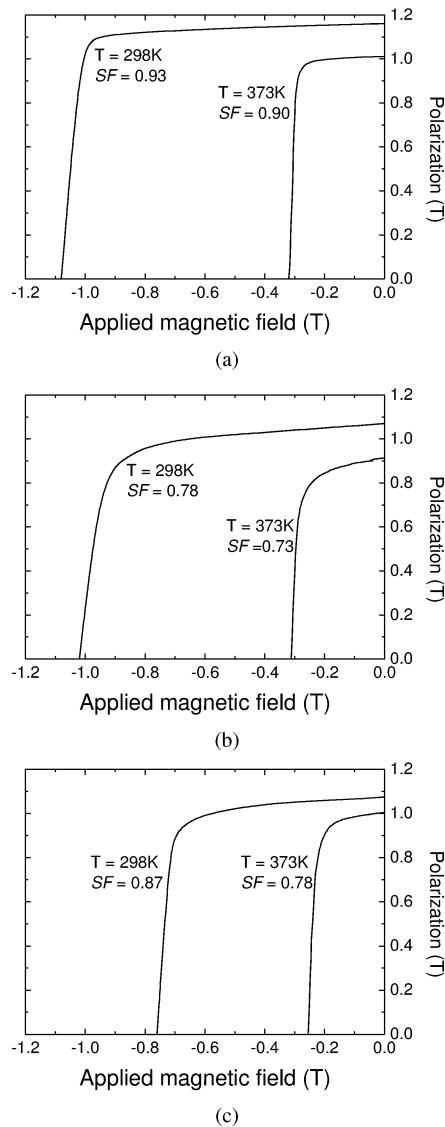 1.2
T = 298K
SF = 0.93
1.0
T = 373K
SF = 0.90
0.8
0.6
0.4
0.2
0.0
Polarization (T)
-1.2 -1.0 -0.8 -0.6 -0.4 -0.2 0.0
Applied magnetic field (T)
(a)
1.2
1.0
T = 298K
SF = 0.78
0.8
T = 373K
SF =0.73
0.6
0.4
0.2
0.0
Polarization (T)
-1.2 -1.0 -0.8 -0.6 -0.4 -0.2 0.0
Applied magnetic field (T)
(b)
1.2
1.0
T = 298K
SF = 0.87
T = 373K
SF = 0.78
0.8
0.6
0.4
0.2
0.0
Polarization (T)
-1.2 -1.0 -0.8 -0.6 -0.4 -0.2 0.0
Applied magnetic field (T)
(c)